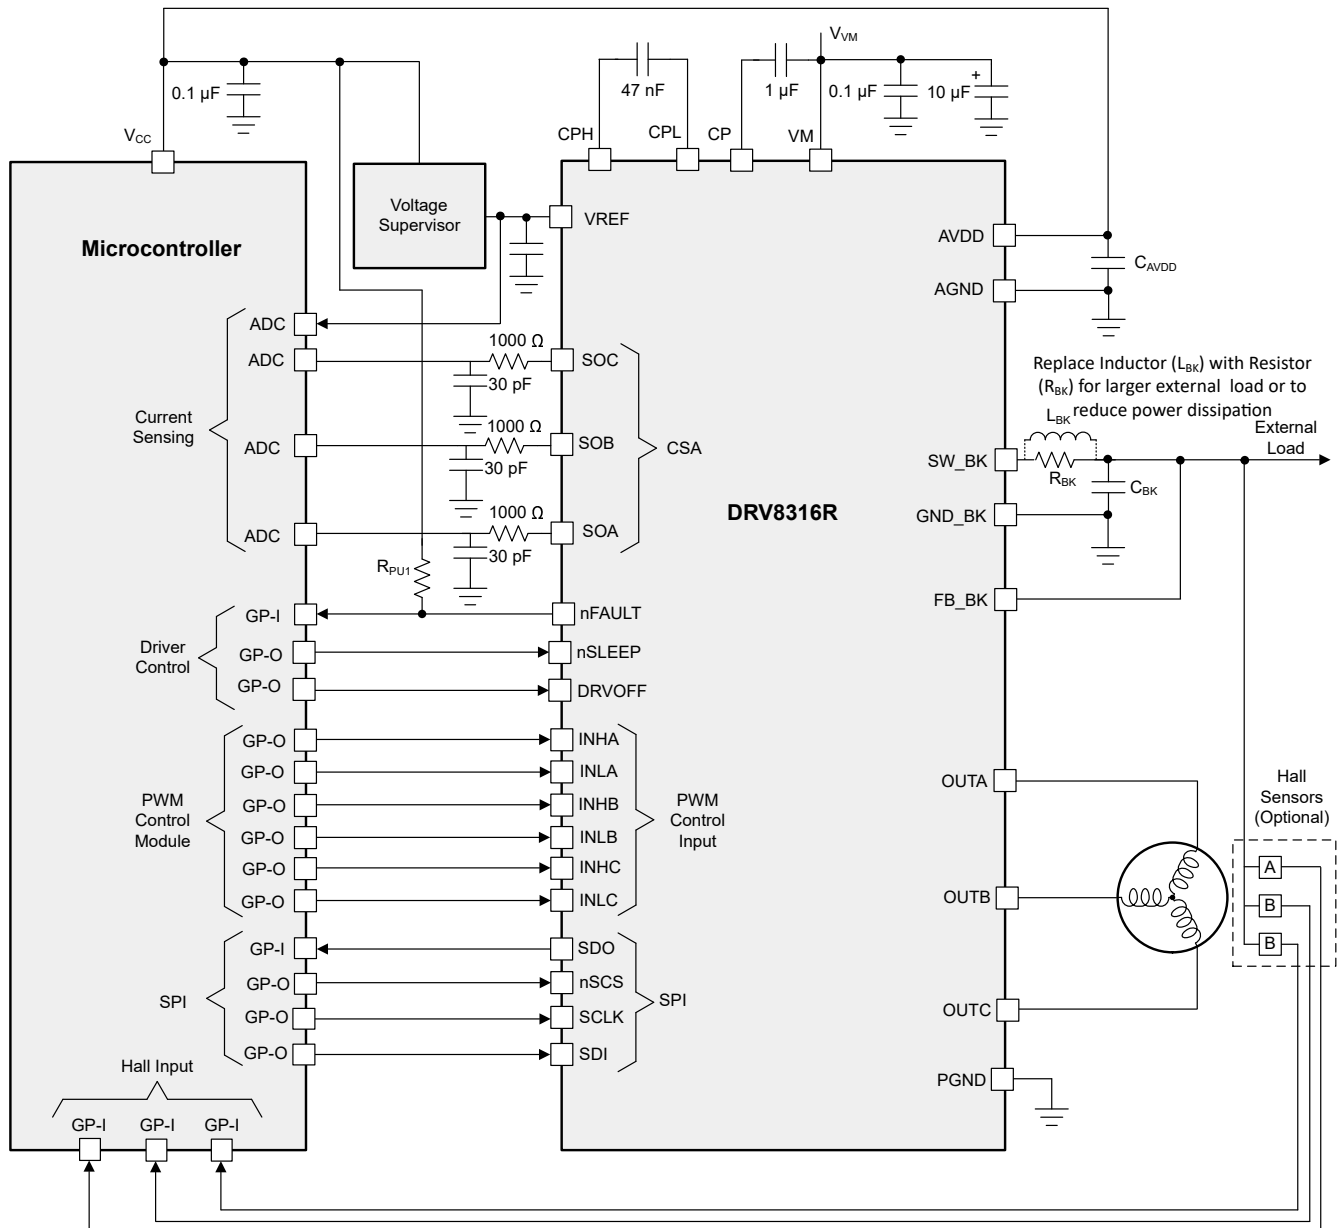 V_VM
0.1 µF
47 nF
1 µF
0.1 µF
+
10 µF
V_CC
CPH
CPL
CP
VM
Voltage
Supervisor
VREF
AVDD
Microcontroller
C_AVDD
AGND
ADC
1000 Ω
ADC
SOC
30 pF
Replace Inductor (L_BK) with Resistor
(R_BK) for larger external load or to
reduce power dissipation
L_BK
Current
Sensing
1000 Ω
ADC
SOB
CSA
30 pF
External
Load
SW_BK
R_BK
C_BK
DRV8316R
GND_BK
1000 Ω
ADC
SOA
30 pF
R_PU1
FB_BK
GP-I
nFAULT
Driver
Control
GP-O
nSLEEP
GP-O
DRVOFF
GP-O
INHA
GP-O
INLA
OUTA
PWM
Control
Module
GP-O
INHB
PWM
Control
Input
Hall
Sensors
(Optional)
GP-O
INLB
GP-O
INHC
A
GP-O
INLC
OUTB
B
GP-I
SDO
B
SPI
GP-O
nSCS
SPI
GP-O
SCLK
OUTC
GP-O
SDI
Hall Input
PGND
GP-I
GP-I
GP-I